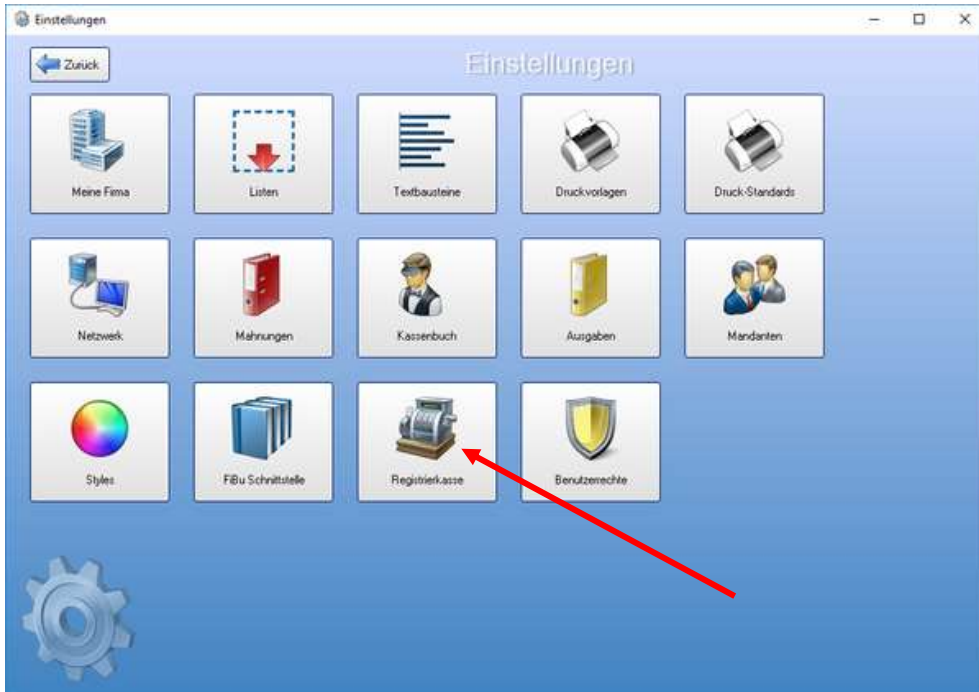 Einstellungen
Zurück
Einstellungen
Meine Firma
Listen
Textbausteine
Druckvorlagen
Druck-Standards
Netzwerk
Mahnungen
Kassenbuch
Ausgaben
Mandanten
Styles
FiBu Schnittstelle
Registrierkasse
Benutzerrechte